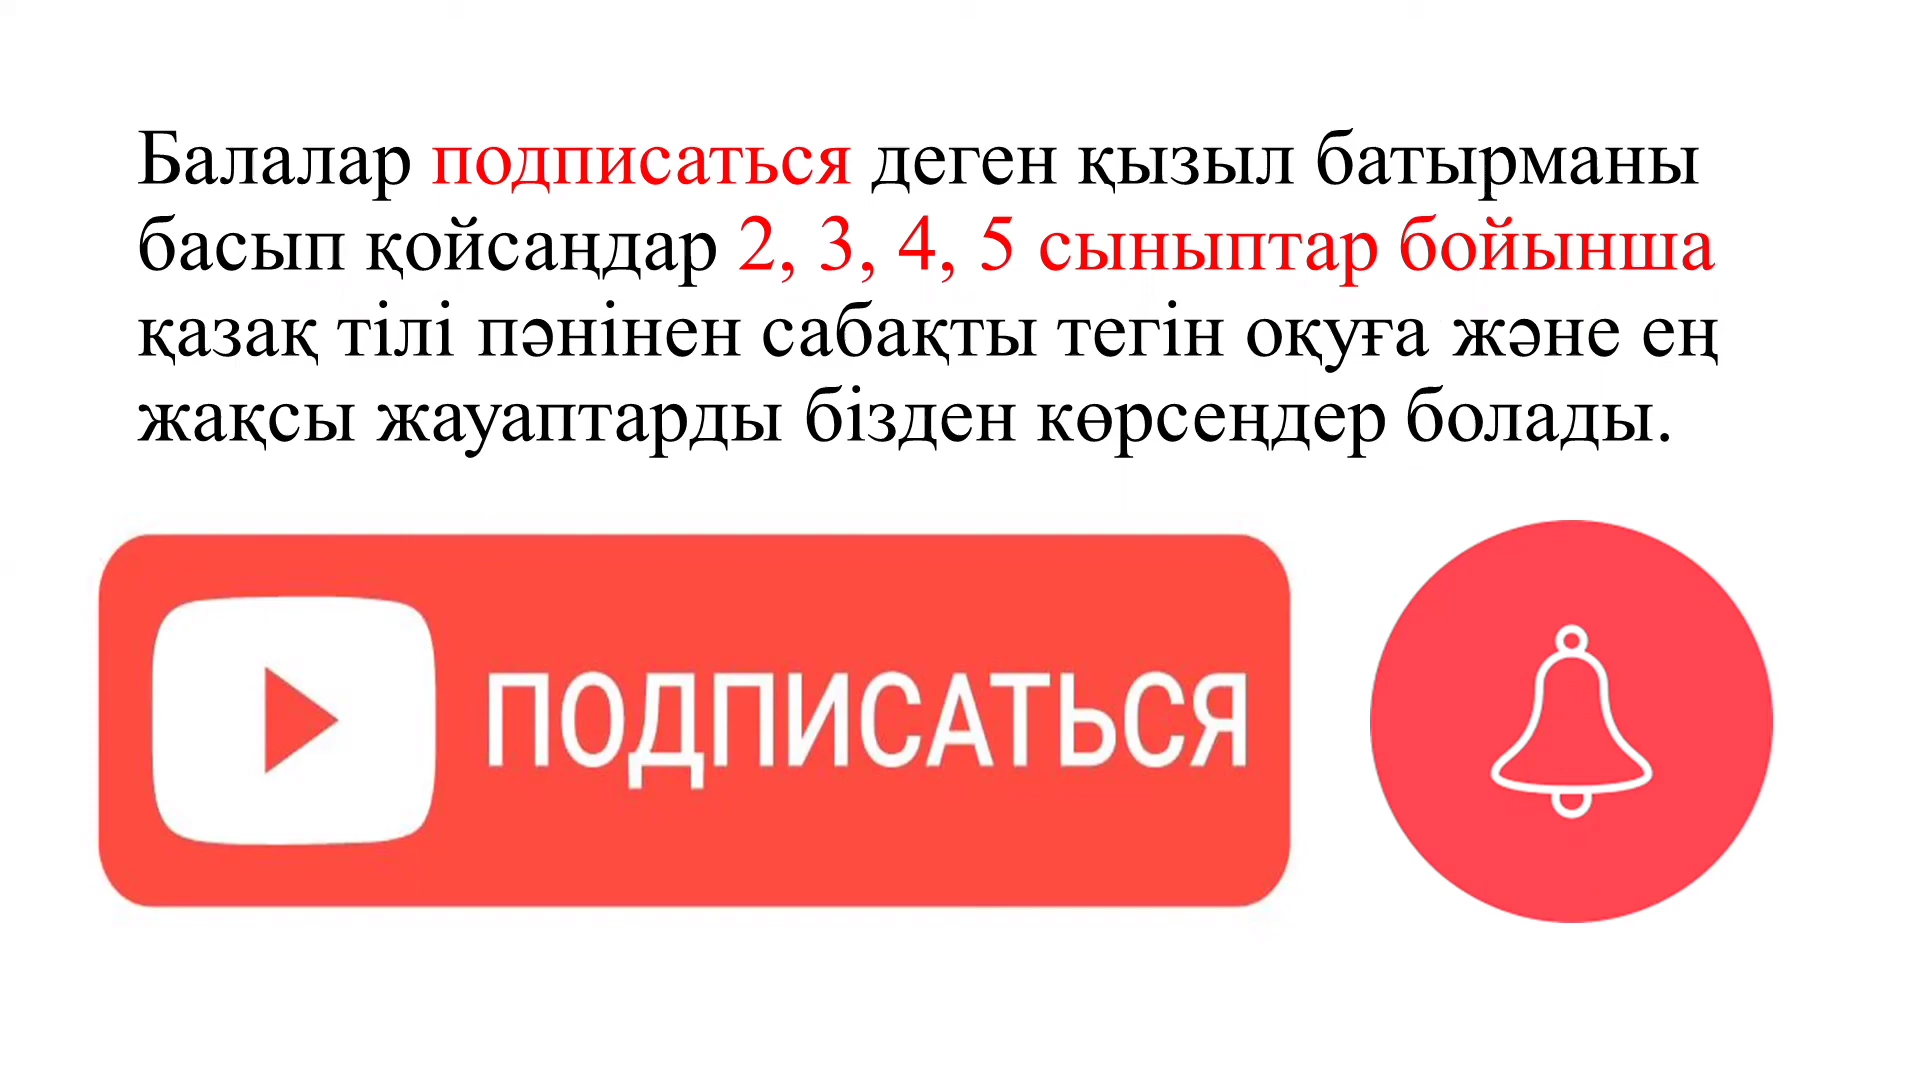 Балалар подписаться деген қызыл батырманы
басып қойсаңдар 2, 3, 4, 5 сыныптар бойынша
қазақ тілі пәнінен сабақты тегін оқуға және ең
жақсы жауаптарды бізден көрсеңдер болады.
ПОДПИСАТЬСЯ